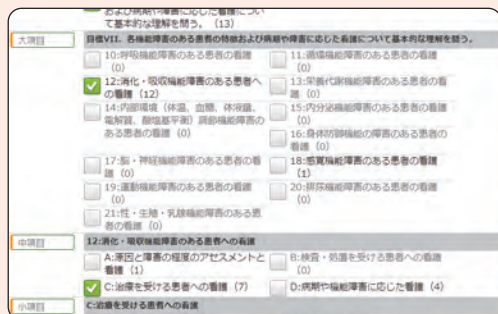 および病期や障害に応じた看護につい
て基本的な理解を問う。(13)
大項目
目標VII. 各機能障害のある患者の特徴および病期や障害に応じた看護について基本的な理解を問う。
10:呼吸機能障害のある患者の看護
(0)
11:循環機能障害のある患者の看護
(0)
12:消化・吸収機能障害のある患者へ
の看護 (12)
13:栄養代謝機能障害のある患者の看
護 (0)
14:内部環境(体温、血糖、体液量、
電解質、酸塩基平衡)調節機能障害の
ある患者の看護 (0)
15:内分泌機能障害のある患者の看護
(0)
16:身体防御機能の障害のある患者の
看護 (0)
17:脳・神経機能障害のある患者の看
護 (0)
18:感覚機能障害のある患者の看護
(1)
19:運動機能障害のある患者の看護
(0)
20:排尿機能障害のある患者の看護
(0)
21:性・生殖・乳腺機能障害のある患
者の看護 (0)
中項目
12:消化・吸収機能障害のある患者への看護
A:原因と障害の程度のアセスメントと
看護 (1)
B:検査・処置を受ける患者への看護
(0)
C:治療を受ける患者への看護 (7)
D:病期や機能障害に応じた看護 (4)
小項目
C:治療を受ける患者への看護